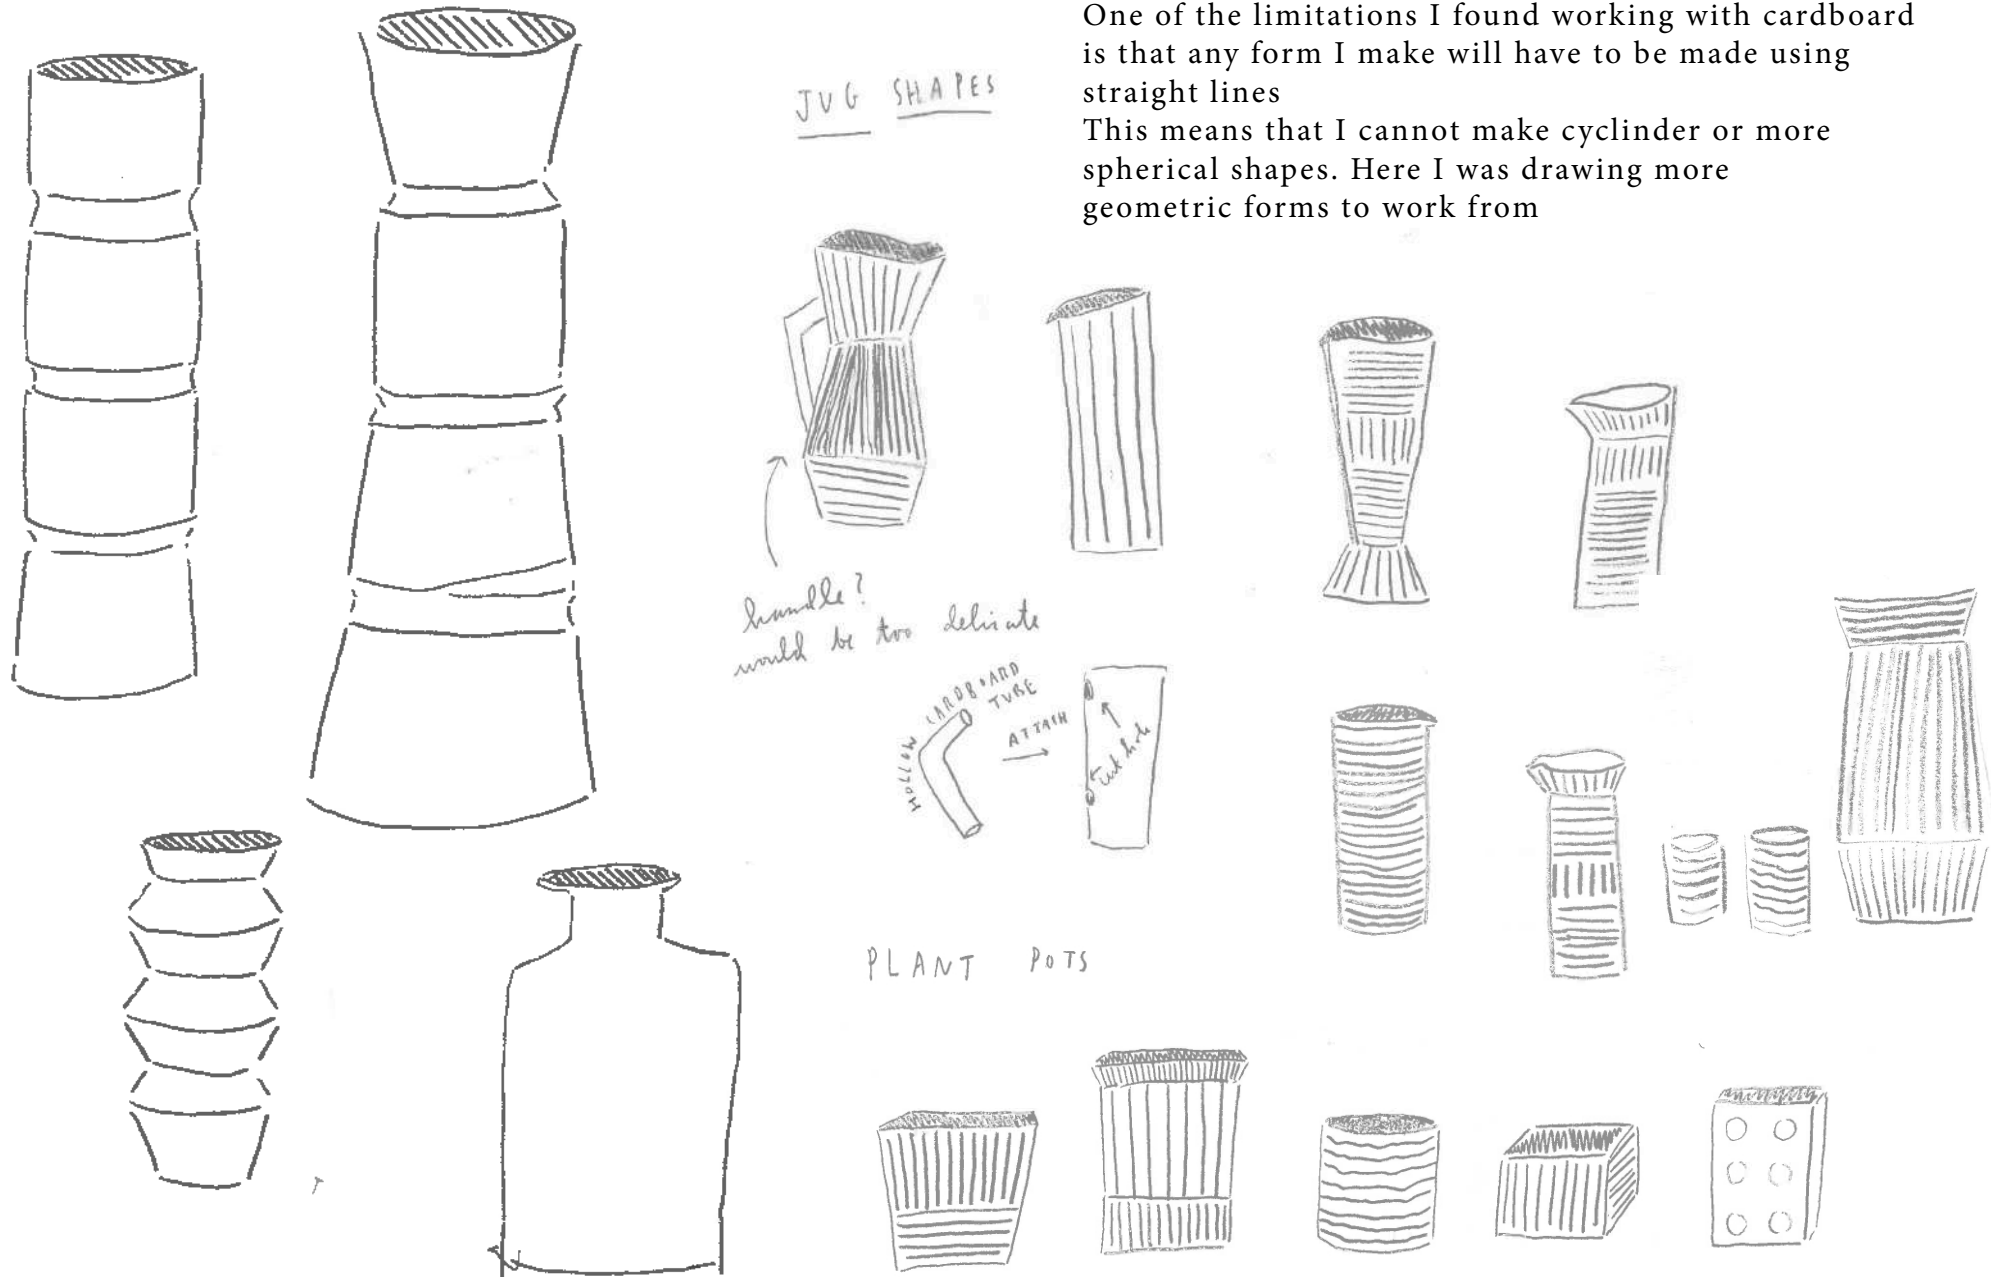 One of the limitations I found working with cardboard
is that any form I make will have to be made using
straight lines
This means that I cannot make cyclinder or more
spherical shapes. Here I was drawing more
geometric forms to work from
JUG SHAPES
handle?
would be too delicate
HOLLOW CARDBOARD
TUBE
ATTACH
cut hole
PLANT POTS